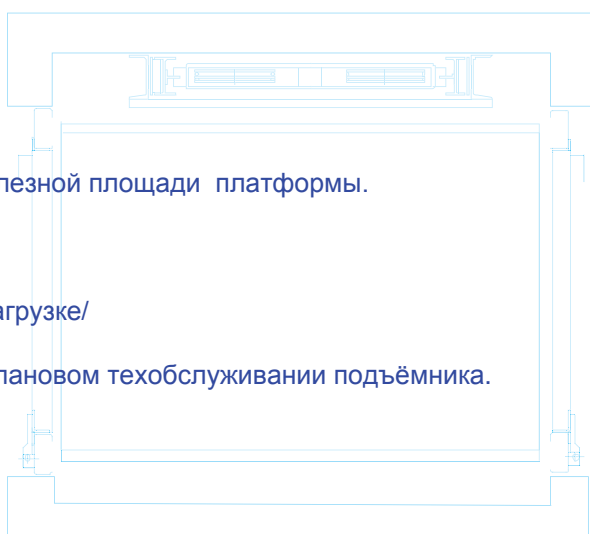 лезной площади платформы.
агрузке/
лановом техобслуживании подъёмника.